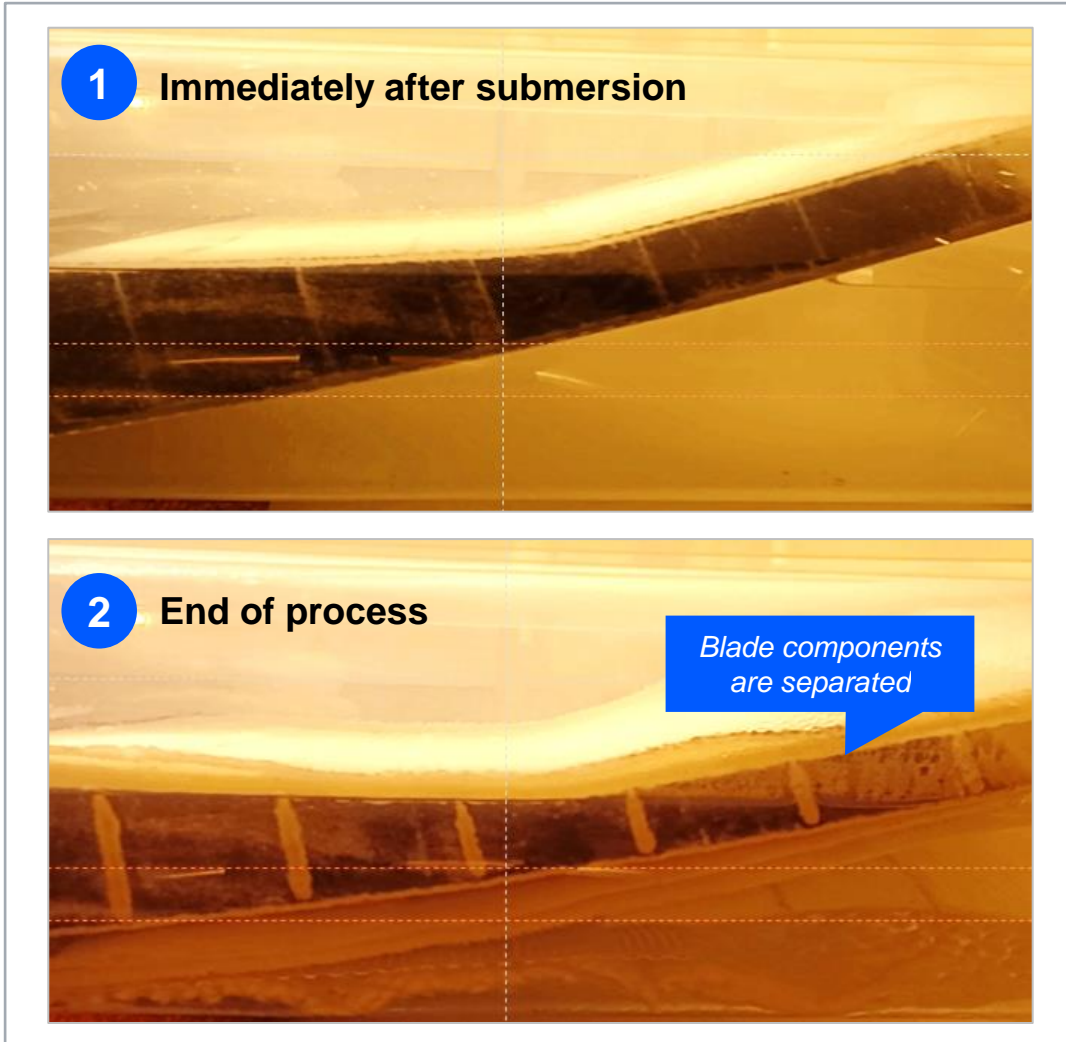 1
Immediately after submersion
2
End of process
Blade components
are separated